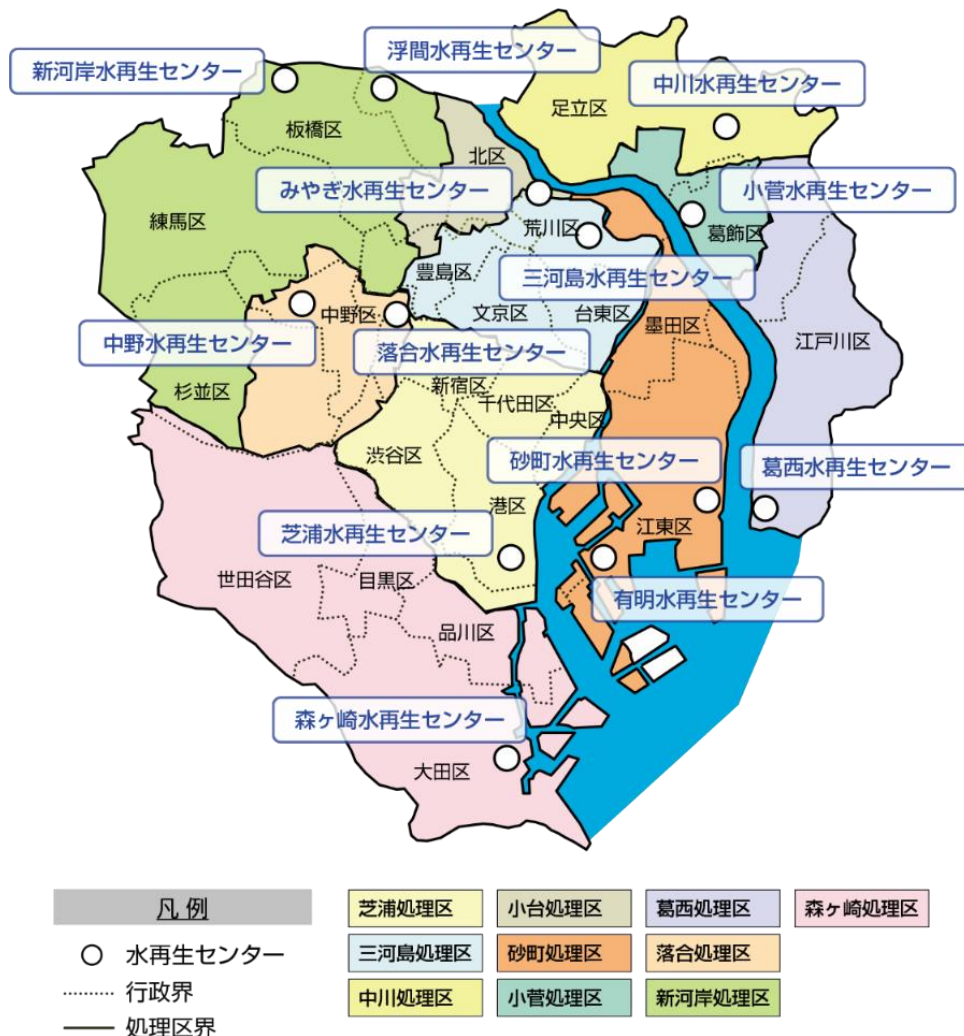 浮間水再生センター
新河岸水再生センター
中川水再生センター
足立区
板橋区
北区
みやぎ水再生センター
小菅水再生センター
練馬区
荒川区
葛飾区
豊島区
三河島水再生センター
文京区
台東区
中野区
墨田区
江戸川区
中野水再生センター
落合水再生センター
杉並区
新宿区
千代田区
中央区
渋谷区
砂町水再生センター
葛西水再生センター
港区
江東区
芝浦水再生センター
世田谷区
目黒区
有明水再生センター
品川区
森ヶ崎水再生センター
大田区
凡例
水再生センター
行政界
処理区界
芝浦処理区
小台処理区
葛西処理区
森ヶ崎処理区
三河島処理区
砂町処理区
落合処理区
中川処理区
小菅処理区
新河岸処理区